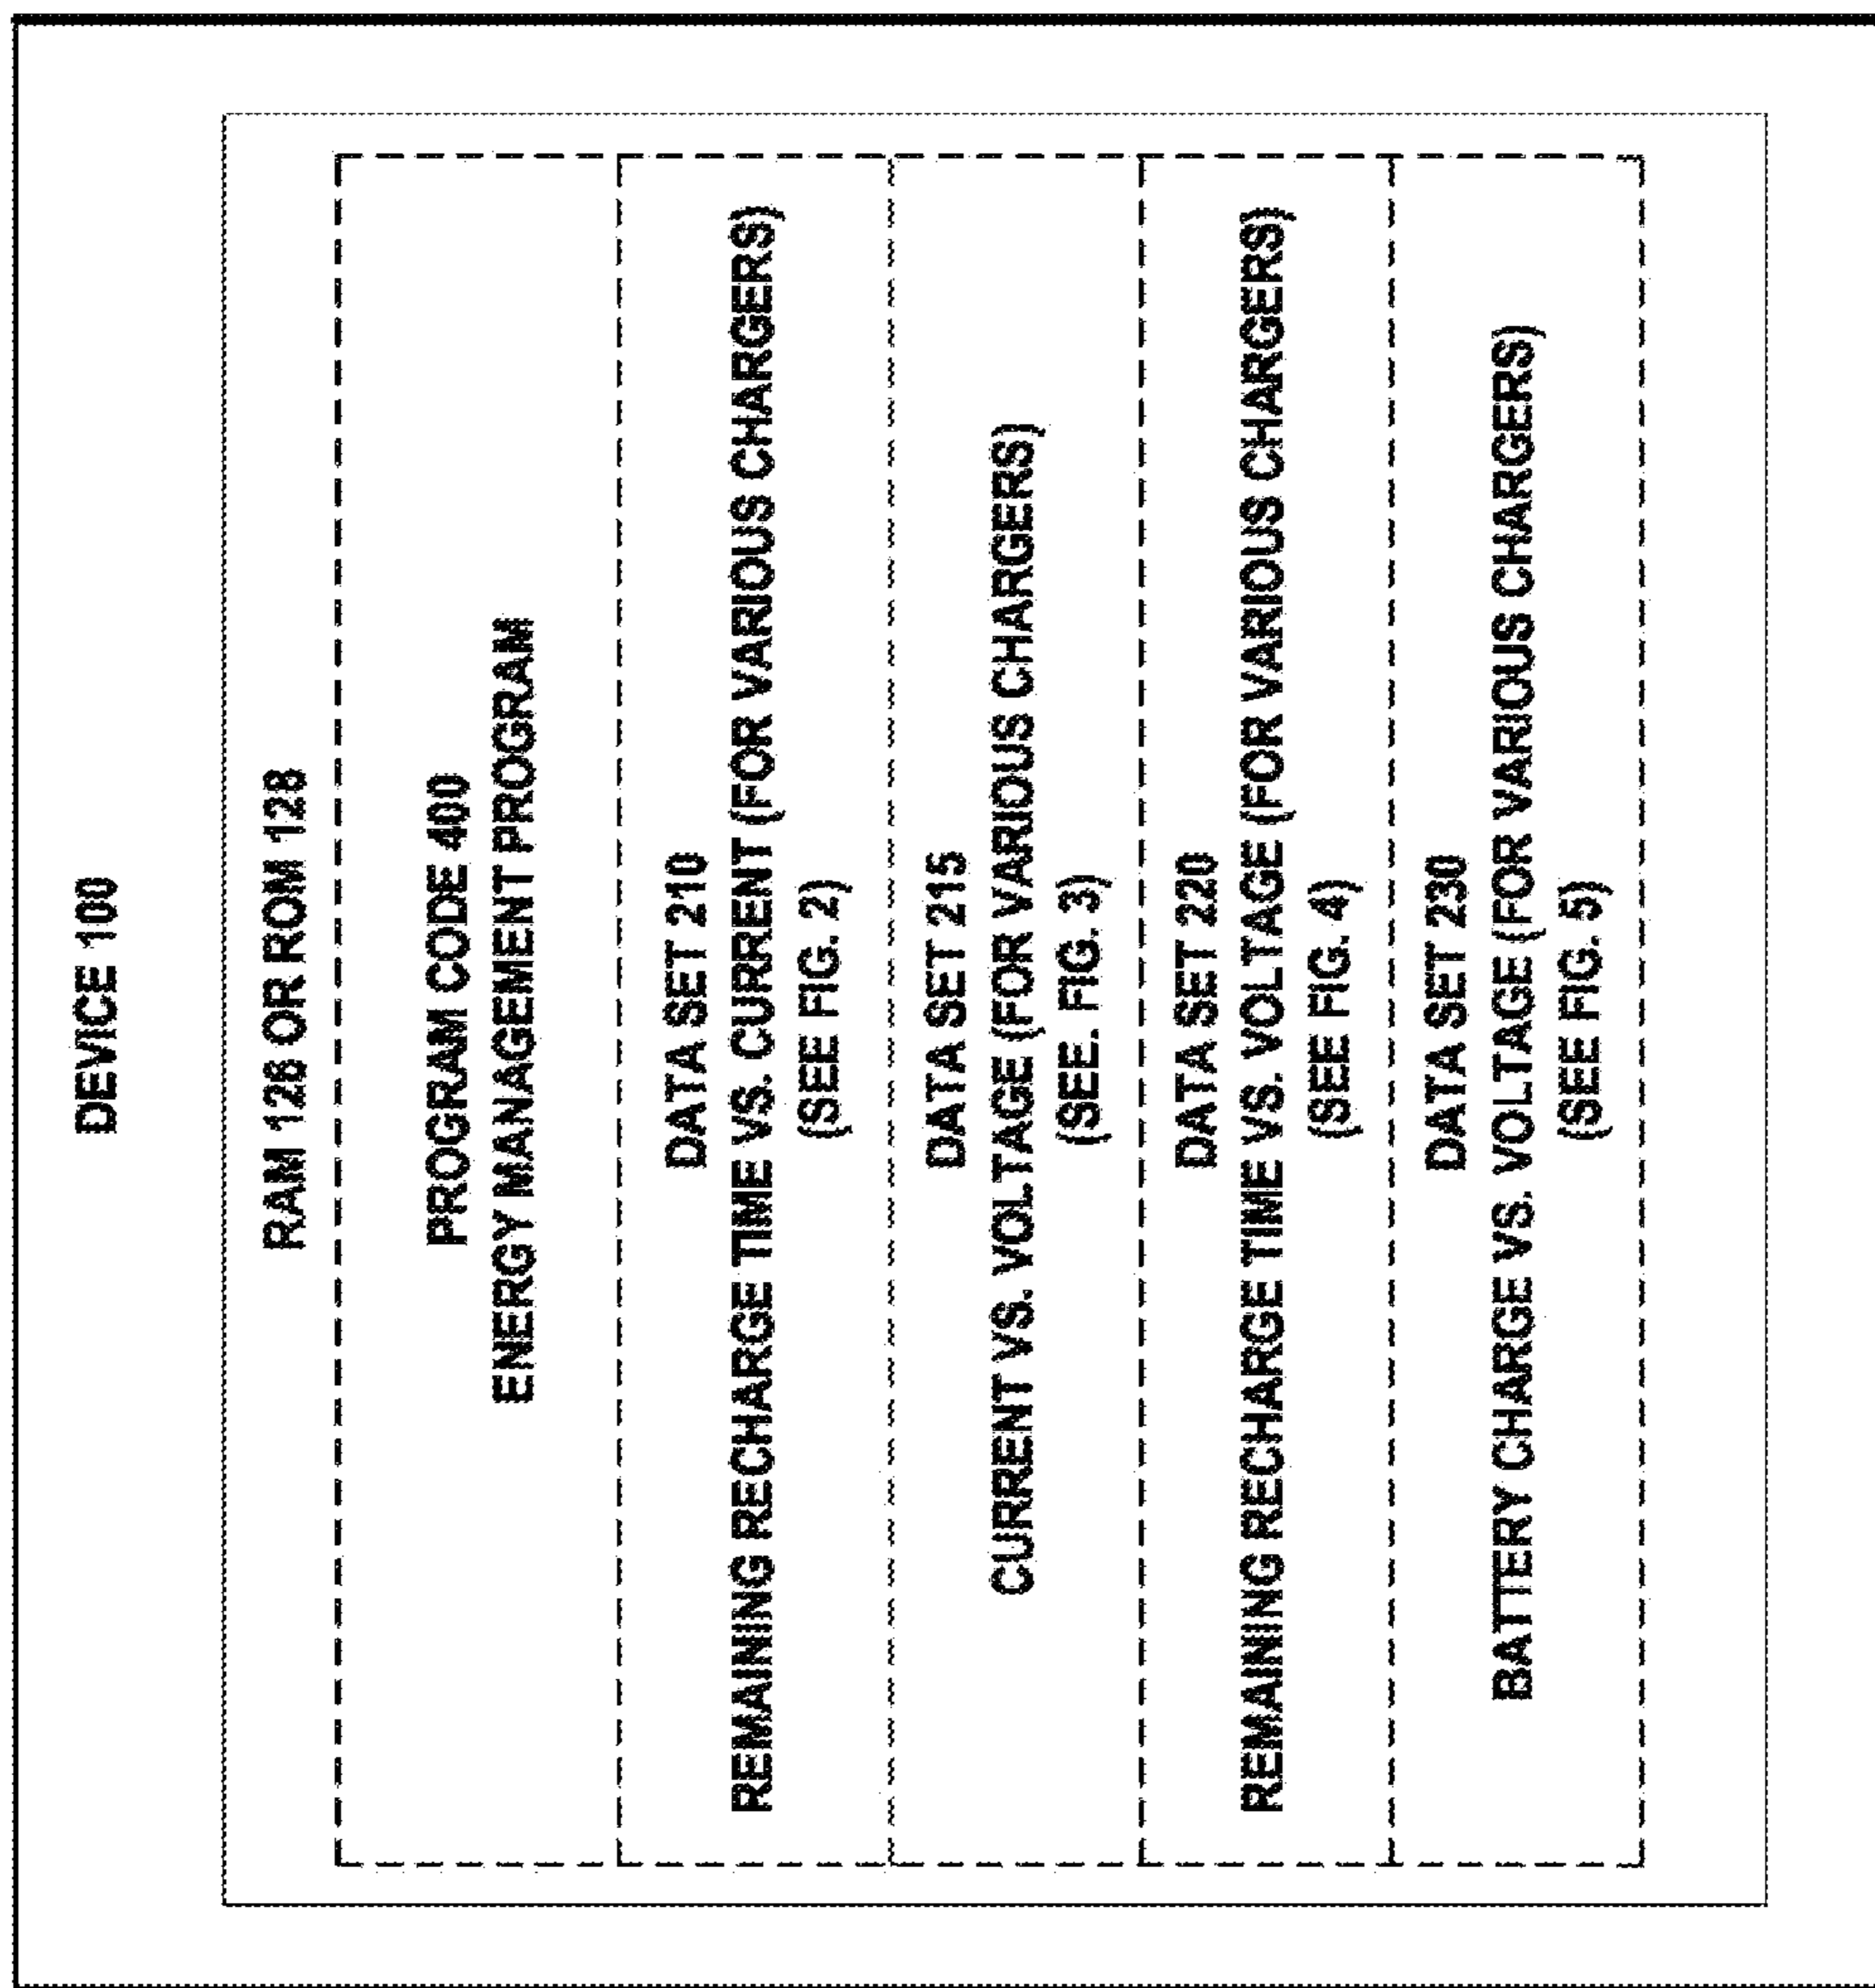 DEVICE 100
RAM 128 OR ROM 128
PROGRAM CODE 400
ENERGY MANAGEMENT PROGRAM
DATA SET 210
REMAINING RECHARGE TIME VS. CURRENT (FOR VARIOUS CHARGERS)
(SEE FIG. 2)
DATA SET 215
CURRENT VS. VOLTAGE (FOR VARIOUS CHARGERS)
(SEE. FIG. 3)
DATA SET 220
REMAINING RECHARGE TIME VS. VOLTAGE (FOR VARIOUS CHARGERS)
(SEE FIG. 4)
DATA SET 230
BATTERY CHARGE VS. VOLTAGE (FOR VARIOUS CHARGERS)
(SEE FIG. 5)